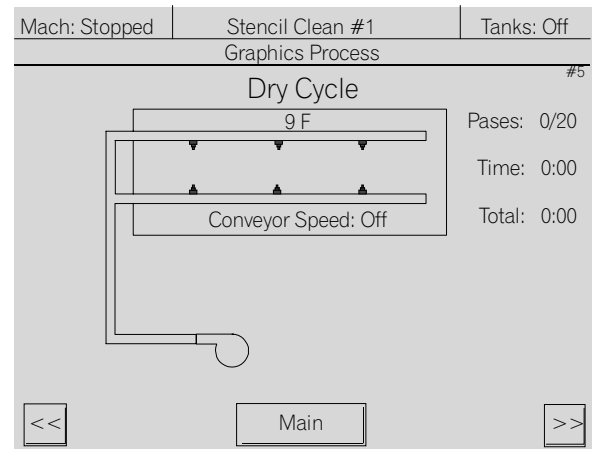 Mach: Stopped Stencil Clean #1 Tanks: Off
Graphics Process
#5
Dry Cycle
9 F
Pases: 0/20
Time: 0:00
Conveyor Speed: Off
Total: 0:00
<< Main >>